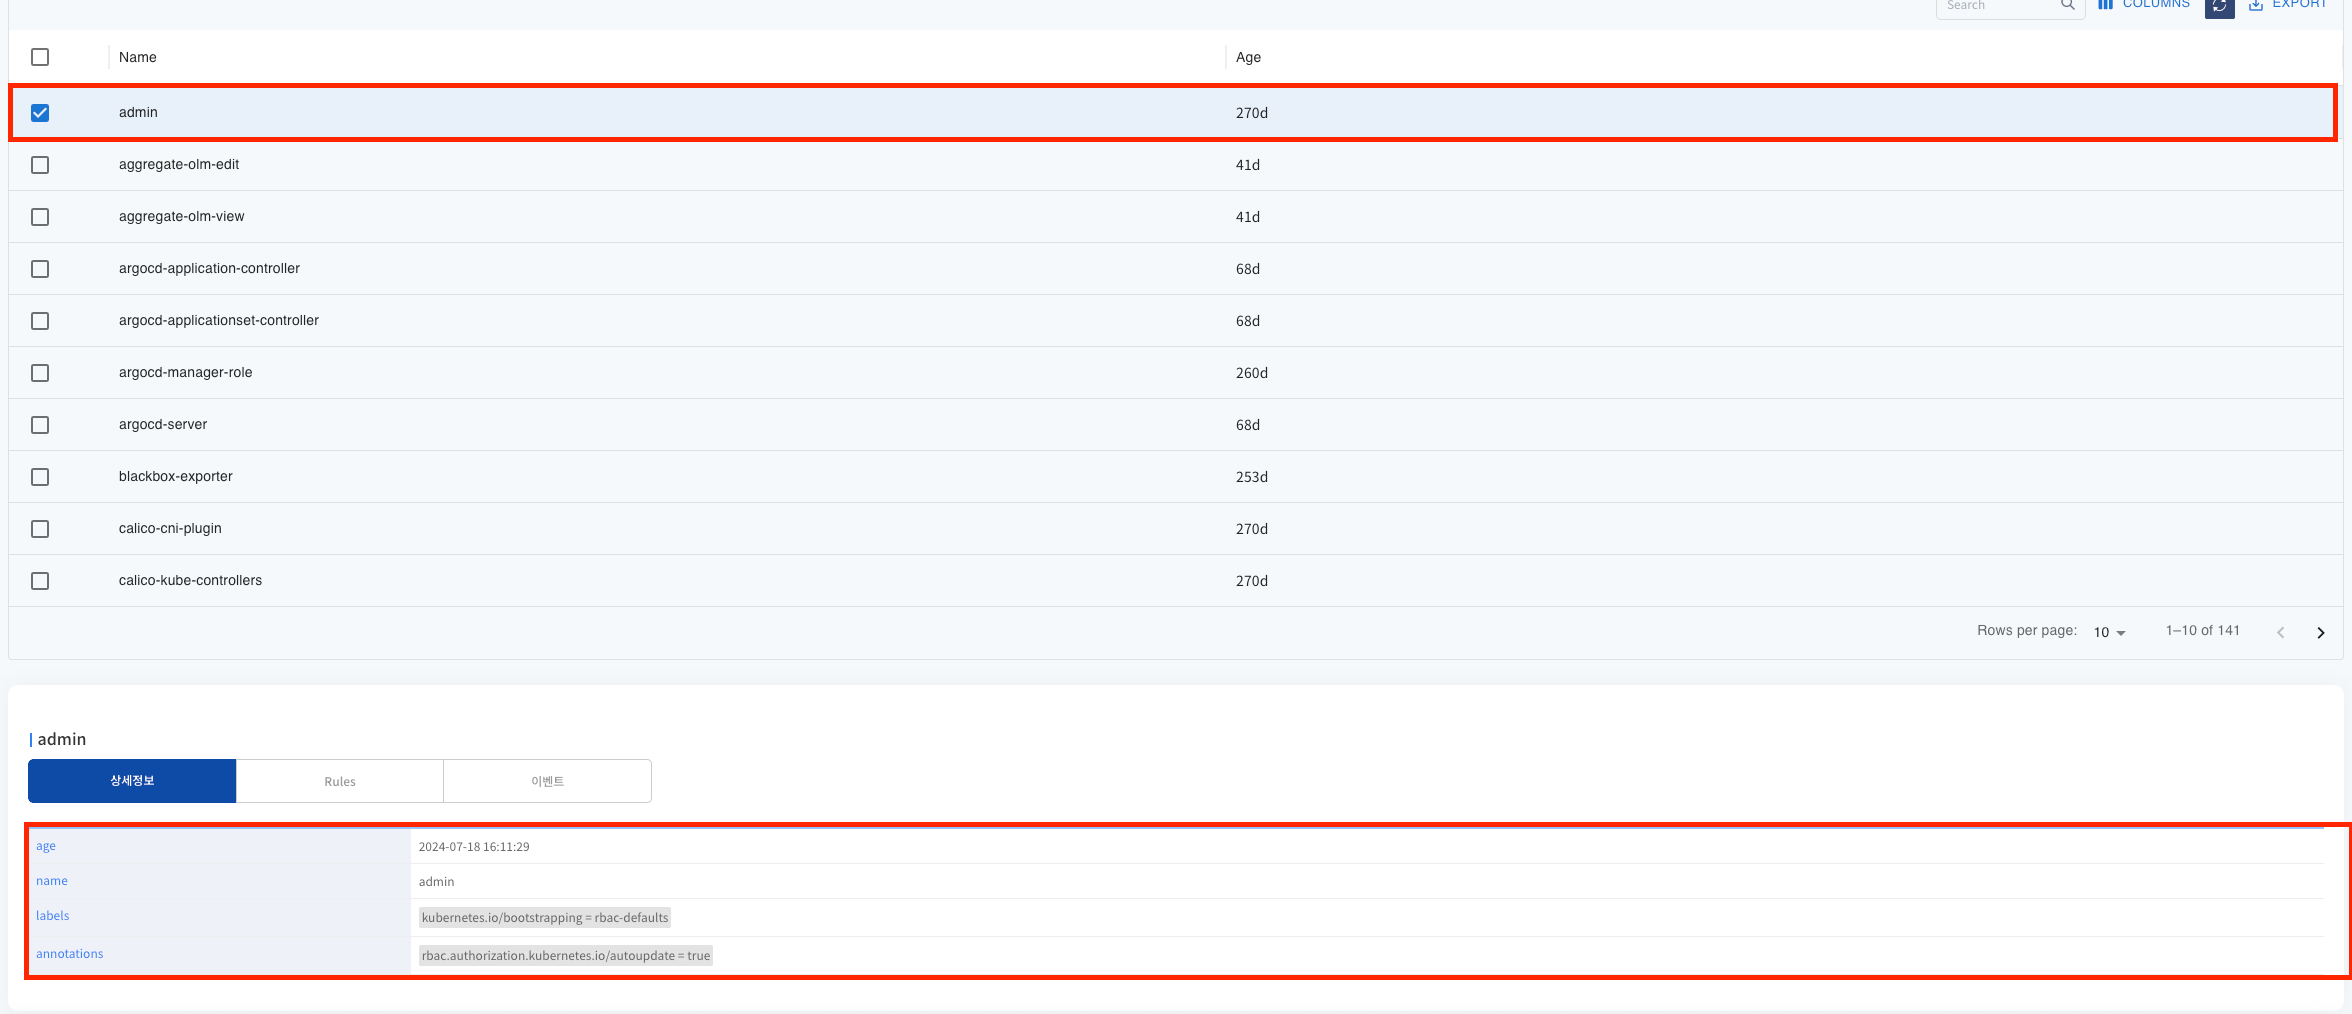 Search COLUMNS EXPORT
Name Age
admin 270d
aggregate-olm-edit 41d
aggregate-olm-view 41d
argocd-application-controller 68d
argocd-applicationset-controller 68d
argocd-manager-role 260d
argocd-server 68d
blackbox-exporter 253d
calico-cni-plugin 270d
calico-kube-controllers 270d
Rows per page: 10 1–10 of 141
admin
상세정보 Rules 이벤트
age 2024-07-18 16:11:29
name admin
labels kubernetes.io/bootstrapping = rbac-defaults
annotations rbac.authorization.kubernetes.io/autoupdate = true